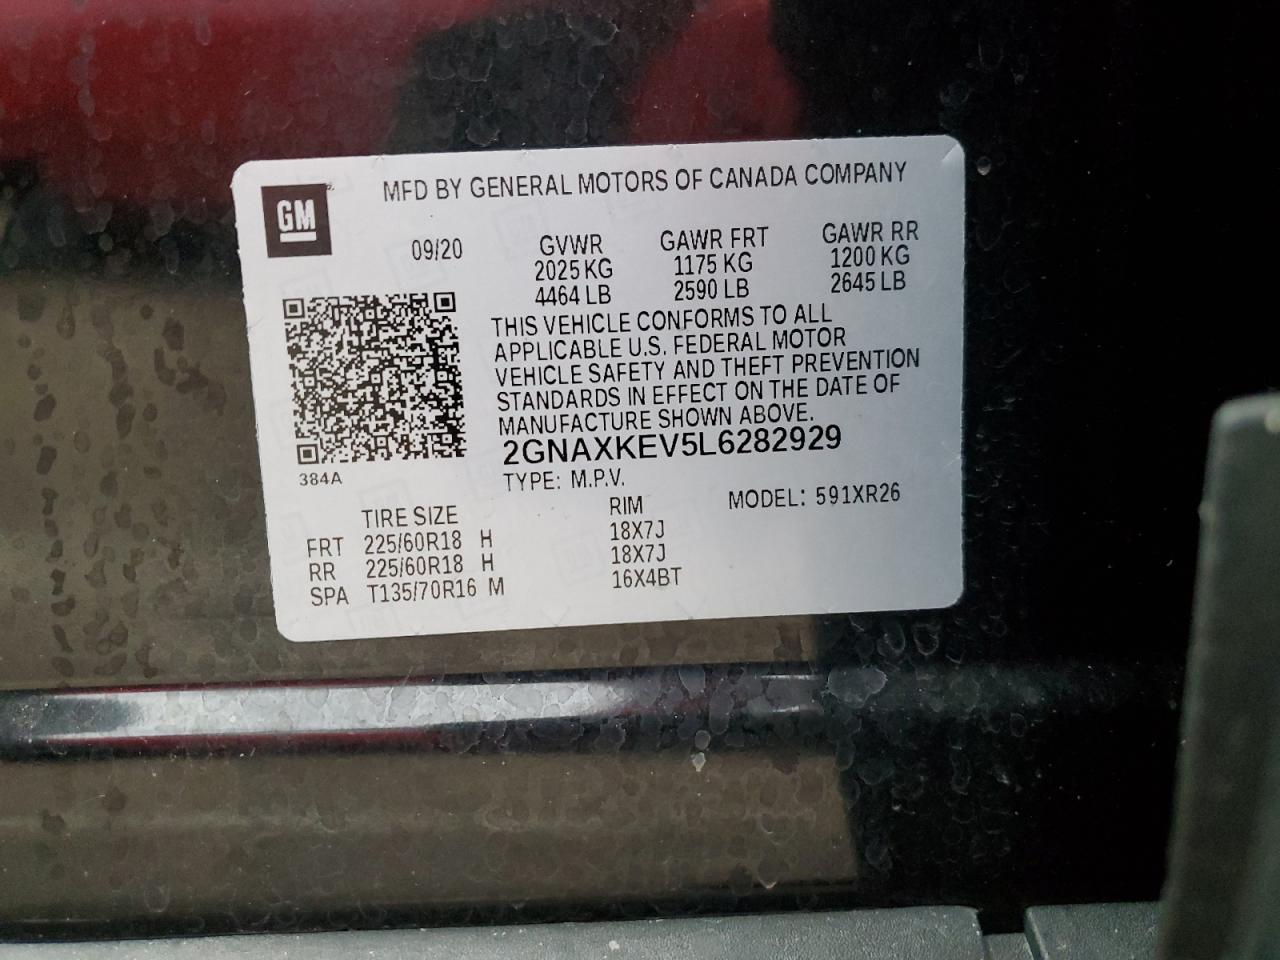 MFD BY GENERAL MOTORS OF CANADA COMPANY
GM
09/20
GVWR GAWR FRT GAWR RR
2025 KG 1175 KG 1200 KG
4464 LB 2590 LB 2645 LB
THIS VEHICLE CONFORMS TO ALL
APPLICABLE U.S. FEDERAL MOTOR
VEHICLE SAFETY AND THEFT PREVENTION
STANDARDS IN EFFECT ON THE DATE OF
MANUFACTURE SHOWN ABOVE.
2GNAXKEV5L6282929
384A
TYPE: M.P.V. MODEL: 591XR26
TIRE SIZE RIM
FRT 225/60R18 H 18X7J
RR 225/60R18 H 18X7J
SPA T135/70R16 M 16X4BT